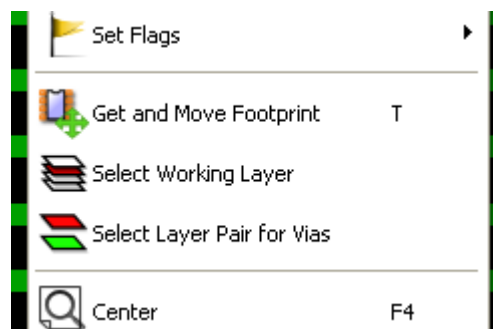 Set Flags
Get and Move Footprint T
Select Working Layer
Select Layer Pair for Vias
Center F4